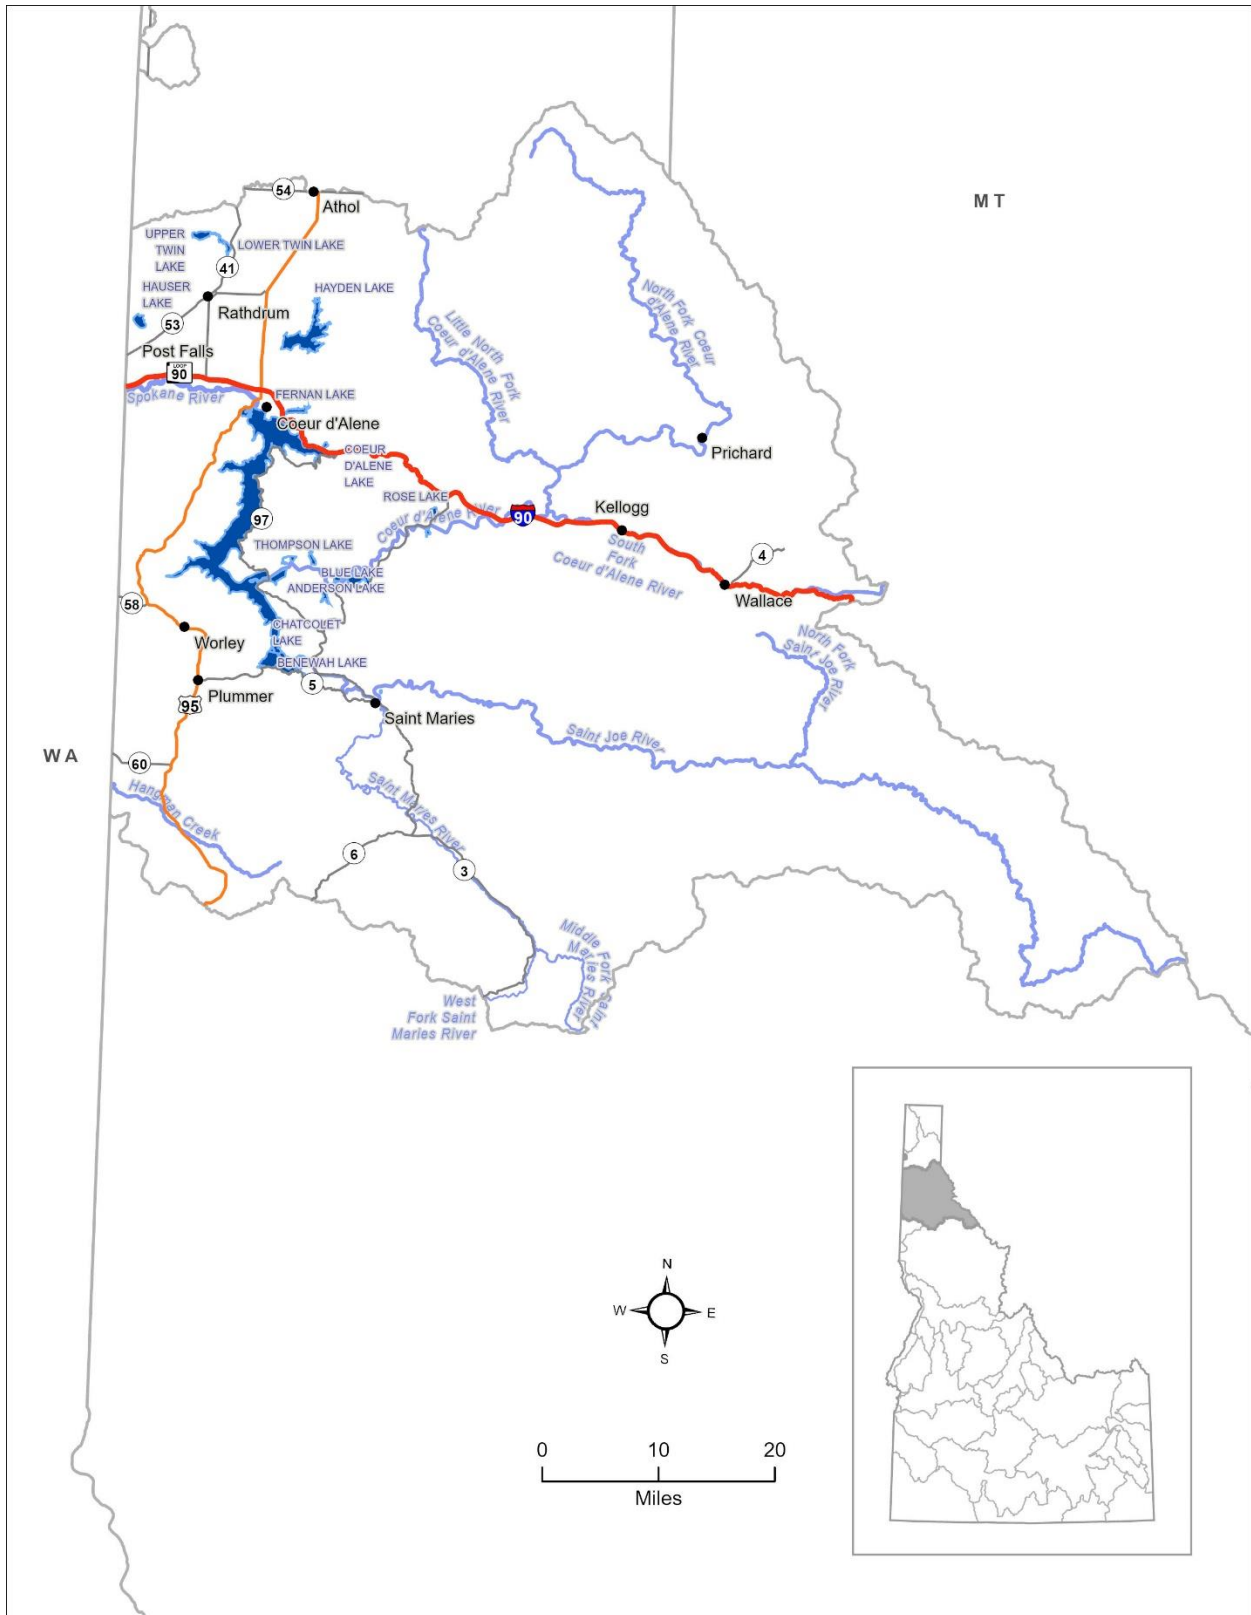 54
Athol
MT
UPPER
TWIN
LAKE
LOWER TWIN LAKE
41
HAUSER
LAKE
HAYDEN LAKE
53
Rathdrum
Little North Fork
Coeur d'Alene River
North Fork Coeur
d'Alene River
Post Falls
LOOP
90
Spokane River
FERNAN LAKE
Coeur d'Alene
COEUR
D'ALENE
LAKE
Prichard
ROSE LAKE
Coeur d'Alene River
90
Kellogg
97
THOMPSON LAKE
BLUE LAKE
ANDERSON LAKE
South
Fork
Coeur d'Alene River
4
Wallace
58
Worley
CHATCOLET
LAKE
BENEWAH LAKE
North Fork
Saint Joe River
Plummer
95
5
Saint Maries
WA
60
Saint Joe River
Hangman Creek
Saint Maries River
6
3
Middle Fork Saint
Maries River
West
Fork Saint
Maries River
N
W
E
S
0
10
20
Miles